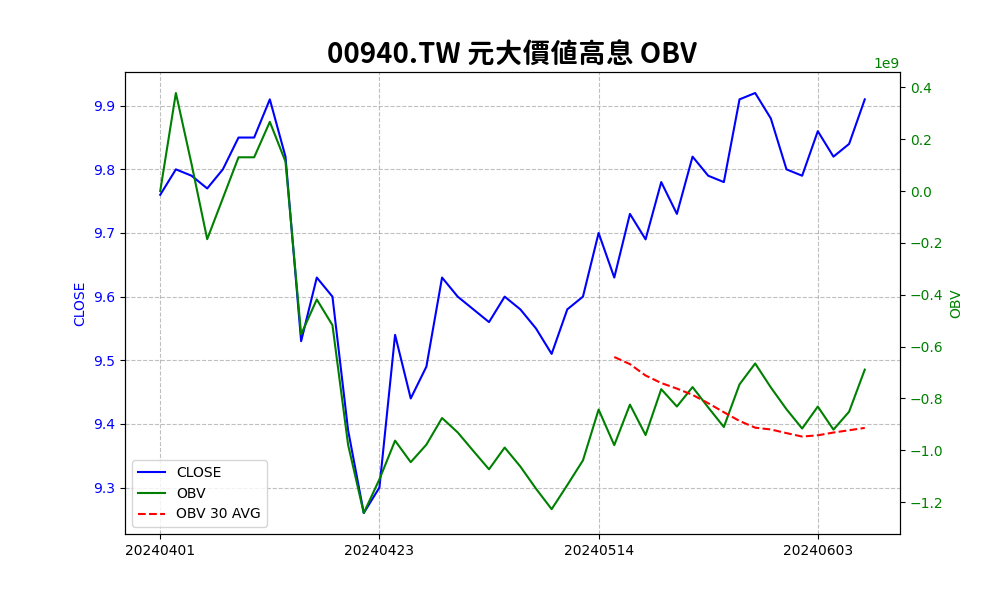 00940.TW 元大價値高息 OBV
1e9
CLOSE
9.9
9.8
9.7
9.6
9.5
9.4
9.3
0.4
0.2
0.0
−0.2
−0.4
−0.6
−0.8
−1.0
−1.2
OBV
CLOSE
OBV
OBV 30 AVG
20240401
20240423
20240514
20240603